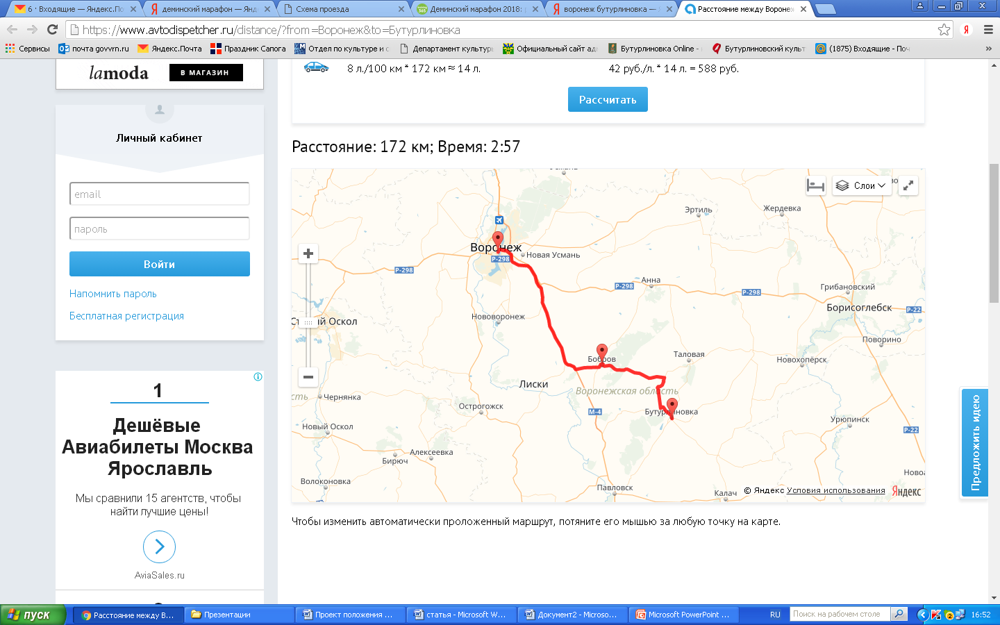 6 · Входящие — Яндекс.По
деминский марафон — Янд
Схема проезда
Деминский марафон 2018:
воронеж бутурлиновка —
Расстояние между Вороне
https://www.avtodispetcher.ru/distance/?from=Воронеж&to=Бутурлиновка
Сервисы
почта govvrn.ru
Яндекс.Почта
Праздник Сапога
Отдел по культуре и с
Департамент культуры
Официальный сайт ад
Бутурлиновка Online -
Бутурлиновский культ
(1875) Входящие - Поч
»
lamoda
В МАГАЗИН
8 л./100 км * 172 км ≈ 14 л.
42 руб./л. * 14 л. = 588 руб.
Рассчитать
Личный кабинет
email
пароль
Войти
Напомнить пароль
Бесплатная регистрация
Расстояние: 172 км; Время: 2:57
Слои
Эртиль
Жердевка
Воронеж
Р-298
Новая Усмань
Р-298
Р-298
Анна
Р-298
Грибановский
Борисоглебск
Р-22
Нововоронеж
Поворино
Бобров
Таловая
Новохопёрск
Лиски
Воронежская область
Чернянка
Острогожск
М-4
Бутурлиновка
Урюпинск
Р-22
Новый Оскол
Алексеевка
Бирюч
Волоконовка
Павловск
Калач
© Яндекс Условия использования
Яндекс
Чтобы изменить автоматически проложенный маршрут, потяните его мышью за любую точку на карте.
1
Дешёвые
Авиабилеты Москва
Ярославль
Мы сравнили 15 агентств, чтобы
найти лучшие цены!
AviaSales.ru
Предложить идею
пуск
Расстояние между В...
Презентации
Проект положения ...
статья - Microsoft W...
Документ2 - Microso...
Microsoft PowerPoint ...
RU
Поиск на рабочем столе
16:52